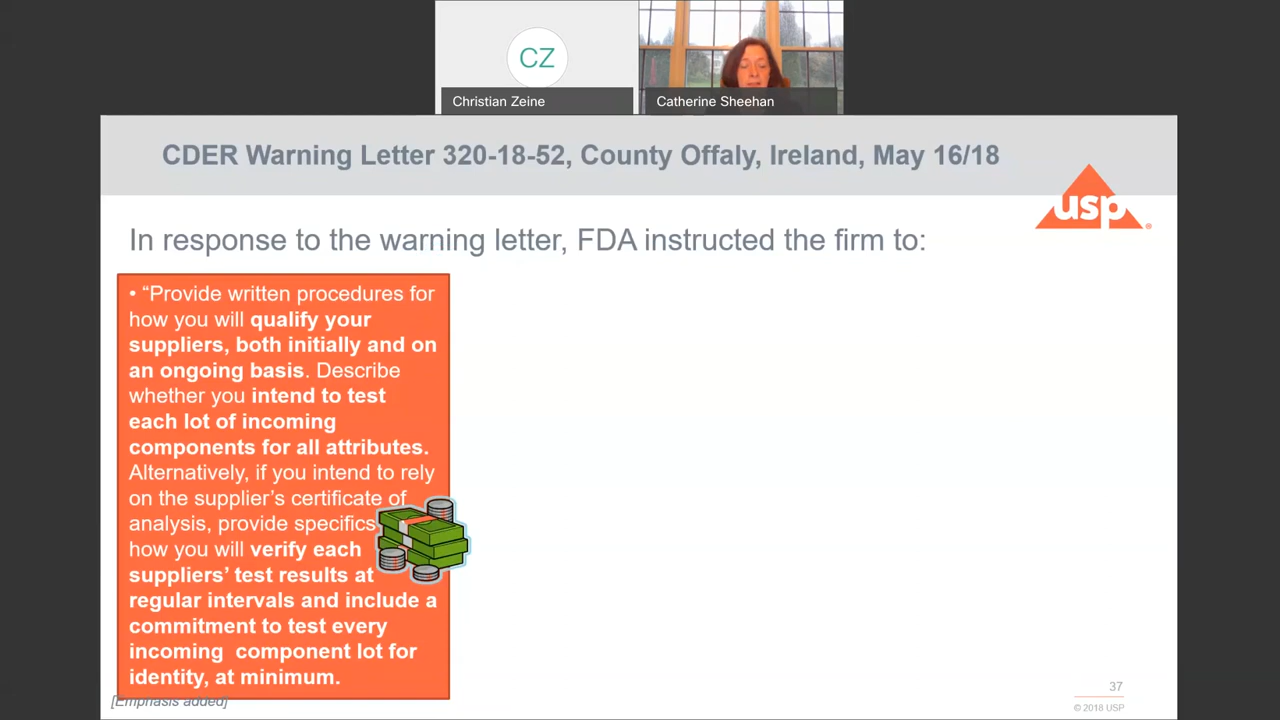 CZ
Christian Zeine
Catherine Sheehan
CDER Warning Letter 320-18-52, County Offaly, Ireland, May 16/18
usp®
In response to the warning letter, FDA instructed the firm to:
• “Provide written procedures for
how you will qualify your
suppliers, both initially and on
an ongoing basis. Describe
whether you intend to test
each lot of incoming
components for all attributes.
Alternatively, if you intend to rely
on the supplier’s certificate of
analysis, provide specifics
how you will verify each
suppliers’ test results at
regular intervals and include a
commitment to test every
incoming component lot for
identity, at minimum.
[Emphasis added]
37
© 2018 USP